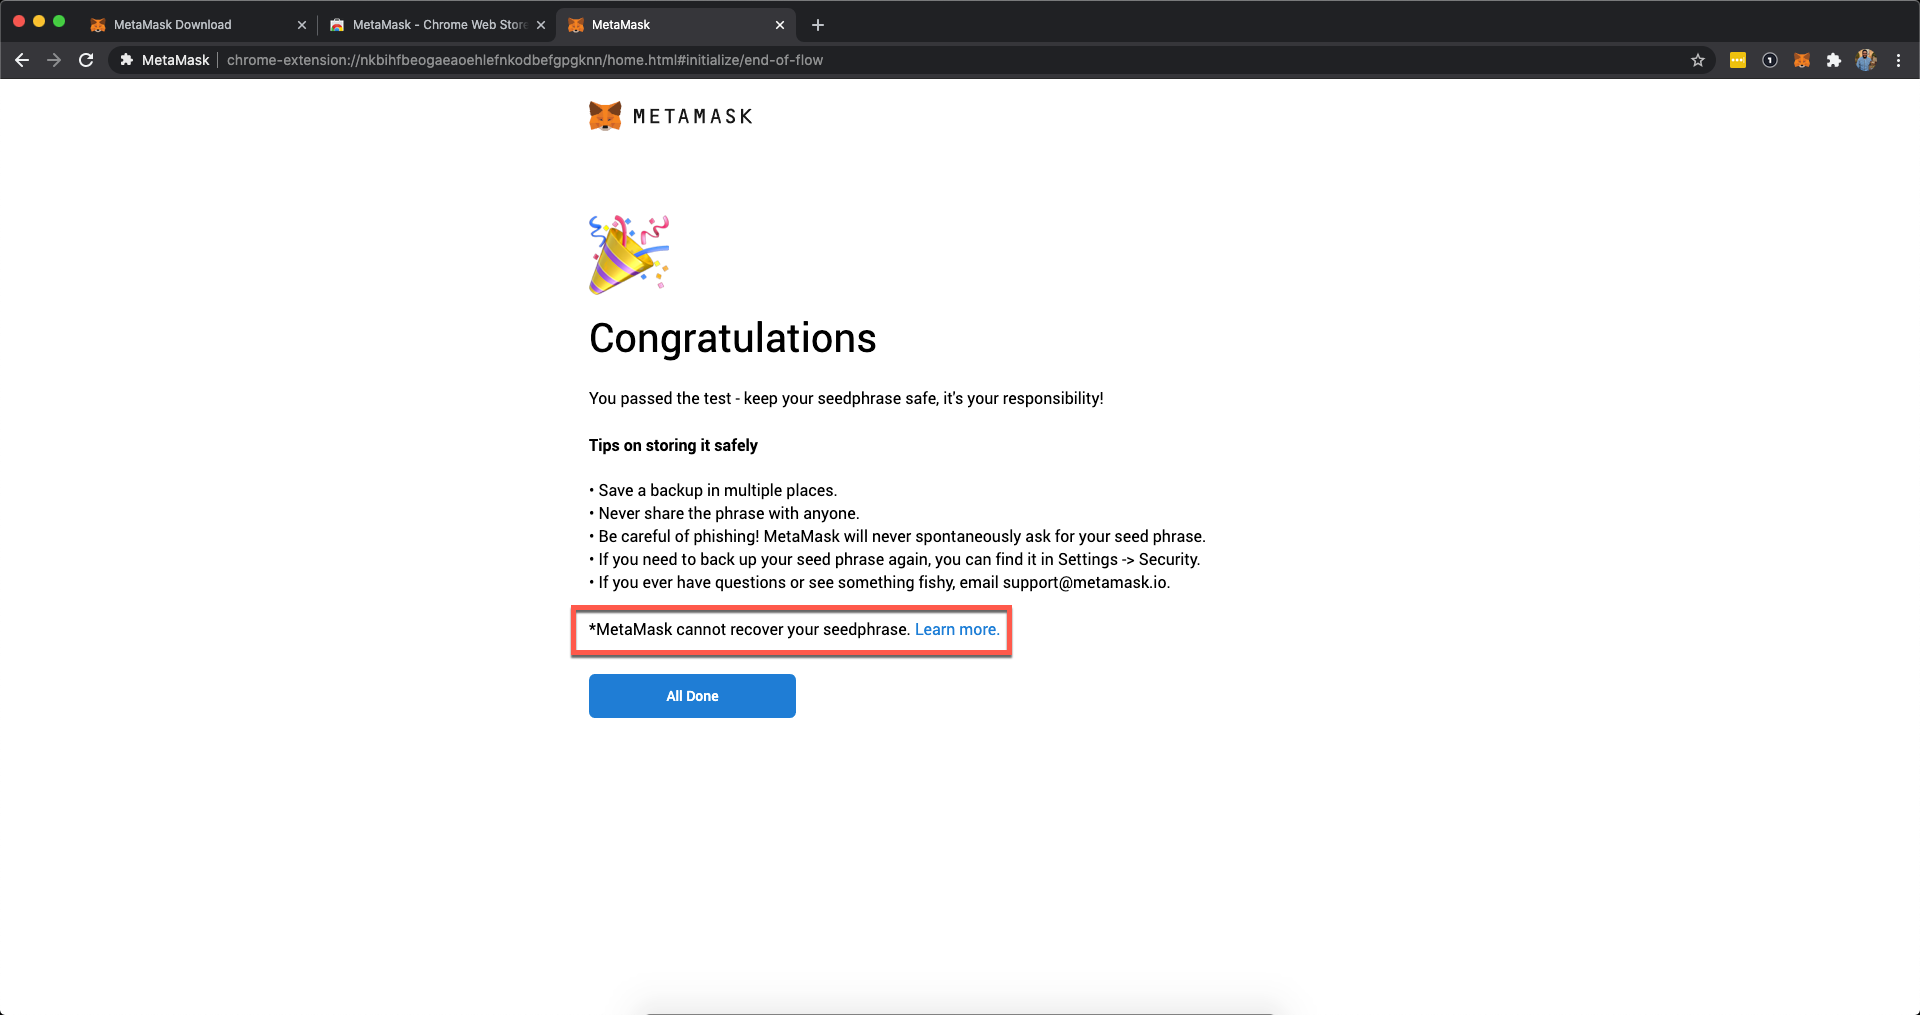 MetaMask Download
MetaMask - Chrome Web Store
MetaMask
MetaMask
chrome-extension://nkbihfbeogaeaoehlefnkodbefgpgknn/home.html#initialize/end-of-flow
METAMASK
Congratulations
You passed the test - keep your seedphrase safe, it's your responsibility!
Tips on storing it safely
• Save a backup in multiple places.
• Never share the phrase with anyone.
• Be careful of phishing! MetaMask will never spontaneously ask for your seed phrase.
• If you need to back up your seed phrase again, you can find it in Settings -> Security.
• If you ever have questions or see something fishy, email support@metamask.io.
*MetaMask cannot recover your seedphrase. Learn more.
All Done